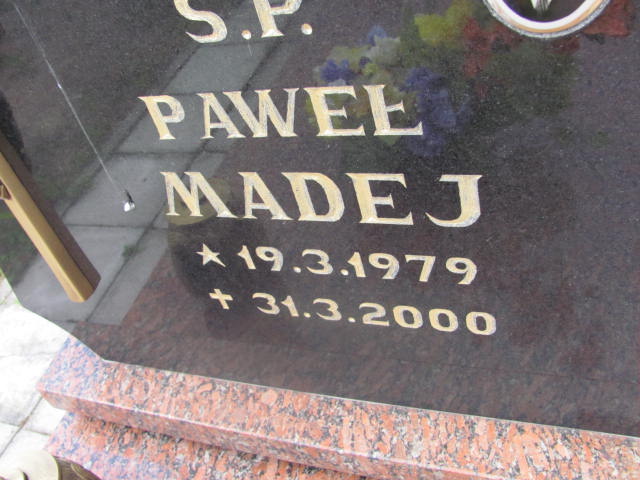 S.P.
PAWEŁ
MADEJ
★ 19.3.1979
✝ 31.3.2000